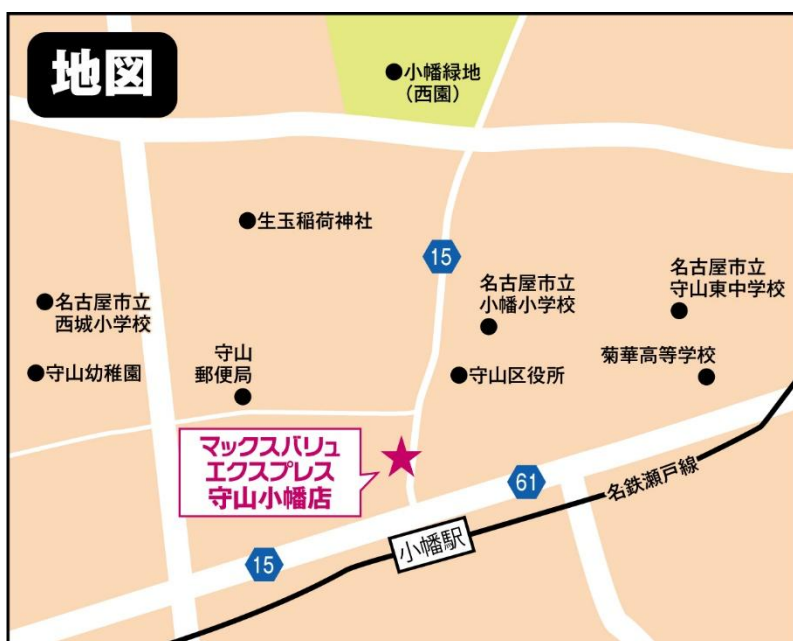 地図
小幡緑地
（西園）
生玉稲荷神社
15
名古屋市立
小幡小学校
名古屋市立
守山東中学校
名古屋市立
西城小学校
守山幼稚園
守山
郵便局
守山区役所
菊華高等学校
マックスバリュ
エクスプレス
守山小幡店
61
名鉄瀬戸線
小幡駅
15